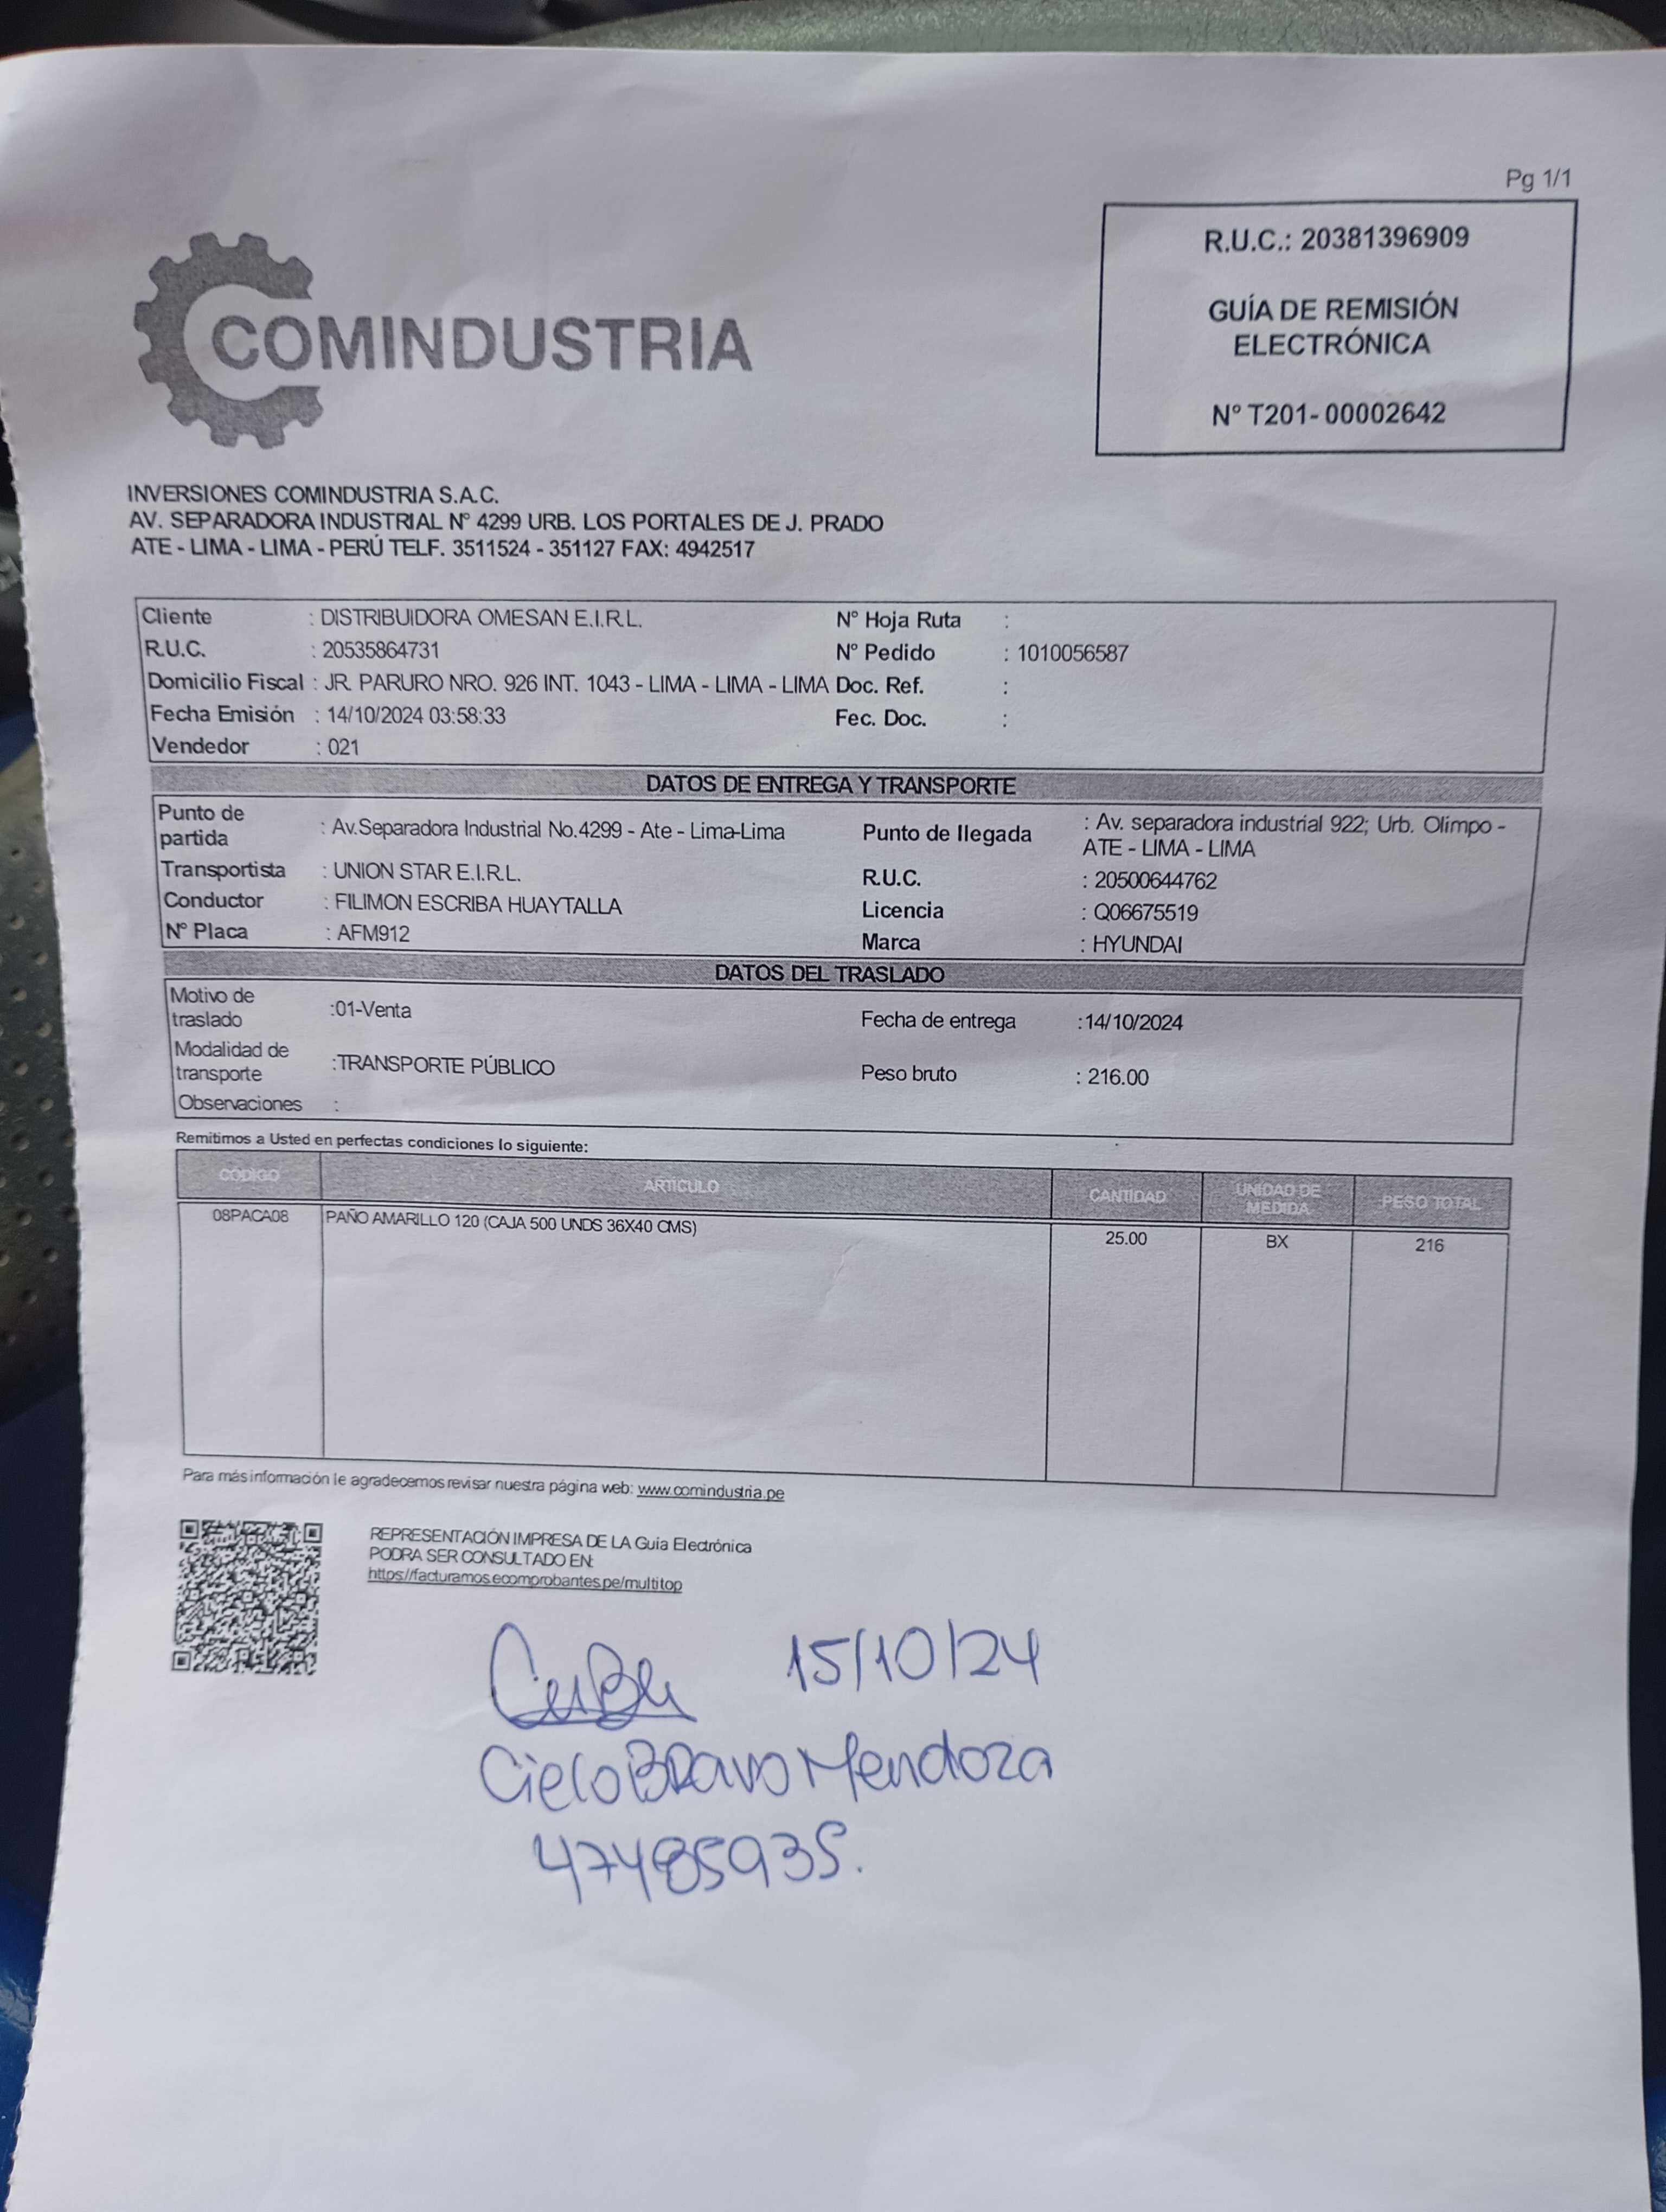 Pg 1/1
R.U.C.: 20381396909
GUÍA DE REMISIÓN
ELECTRÓNICA
N° T201- 00002642
COMINDUSTRIA
INVERSIONES COMINDUSTRIA S.A.C.
AV. SEPARADORA INDUSTRIAL Nº 4299 URB. LOS PORTALES DE J. PRADO
ATE - LIMA - LIMA - PERÚ TELF. 3511524 - 351127 FAX: 4942517
Cliente : DISTRIBUIDORA OMESAN E.I.R.L. N° Hoja Ruta :
R.U.C. : 20535864731 N° Pedido : 1010056587
Domicilio Fiscal : JR. PARURO NRO. 926 INT. 1043 - LIMA - LIMA - LIMA Doc. Ref. :
Fecha Emisión : 14/10/2024 03:58:33 Fec. Doc. :
Vendedor : 021
DATOS DE ENTREGA Y TRANSPORTE
Punto de partida : Av.Separadora Industrial No.4299 - Ate - Lima-Lima Punto de llegada : Av. separadora industrial 922; Urb. Olimpo -
ATE - LIMA - LIMA
Transportista : UNION STAR E.I.R.L. R.U.C. : 20500644762
Conductor : FILIMON ESCRIBA HUAYTALLA Licencia : Q06675519
N° Placa : AFM912 Marca : HYUNDAI
DATOS DEL TRASLADO
Motivo de traslado :01-Venta Fecha de entrega :14/10/2024
Modalidad de transporte :TRANSPORTE PÚBLICO Peso bruto : 216.00
Observaciones :
Remitimos a Usted en perfectas condiciones lo siguiente:
CÓDIGO ARTÍCULO CANTIDAD UNIDAD DE MEDIDA PESO TOTAL
08PACA08 PAÑO AMARILLO 120 (CAJA 500 UNDS 36X40 CMS) 25.00 BX 216
Para más información le agradecemos revisar nuestra página web: www.comindustria.pe
REPRESENTACIÓN IMPRESA DE LA Guía Electrónica
PODRA SER CONSULTADO EN:
https://facturamos.ecomprobantes.pe/multitop
15/10/24
Cielo Bravo Mendoza
47485935.